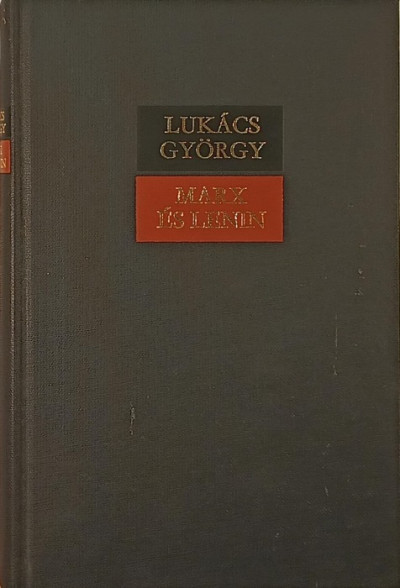 LUKÁCS
GYÖRGY
MARX
ÉS LENIN